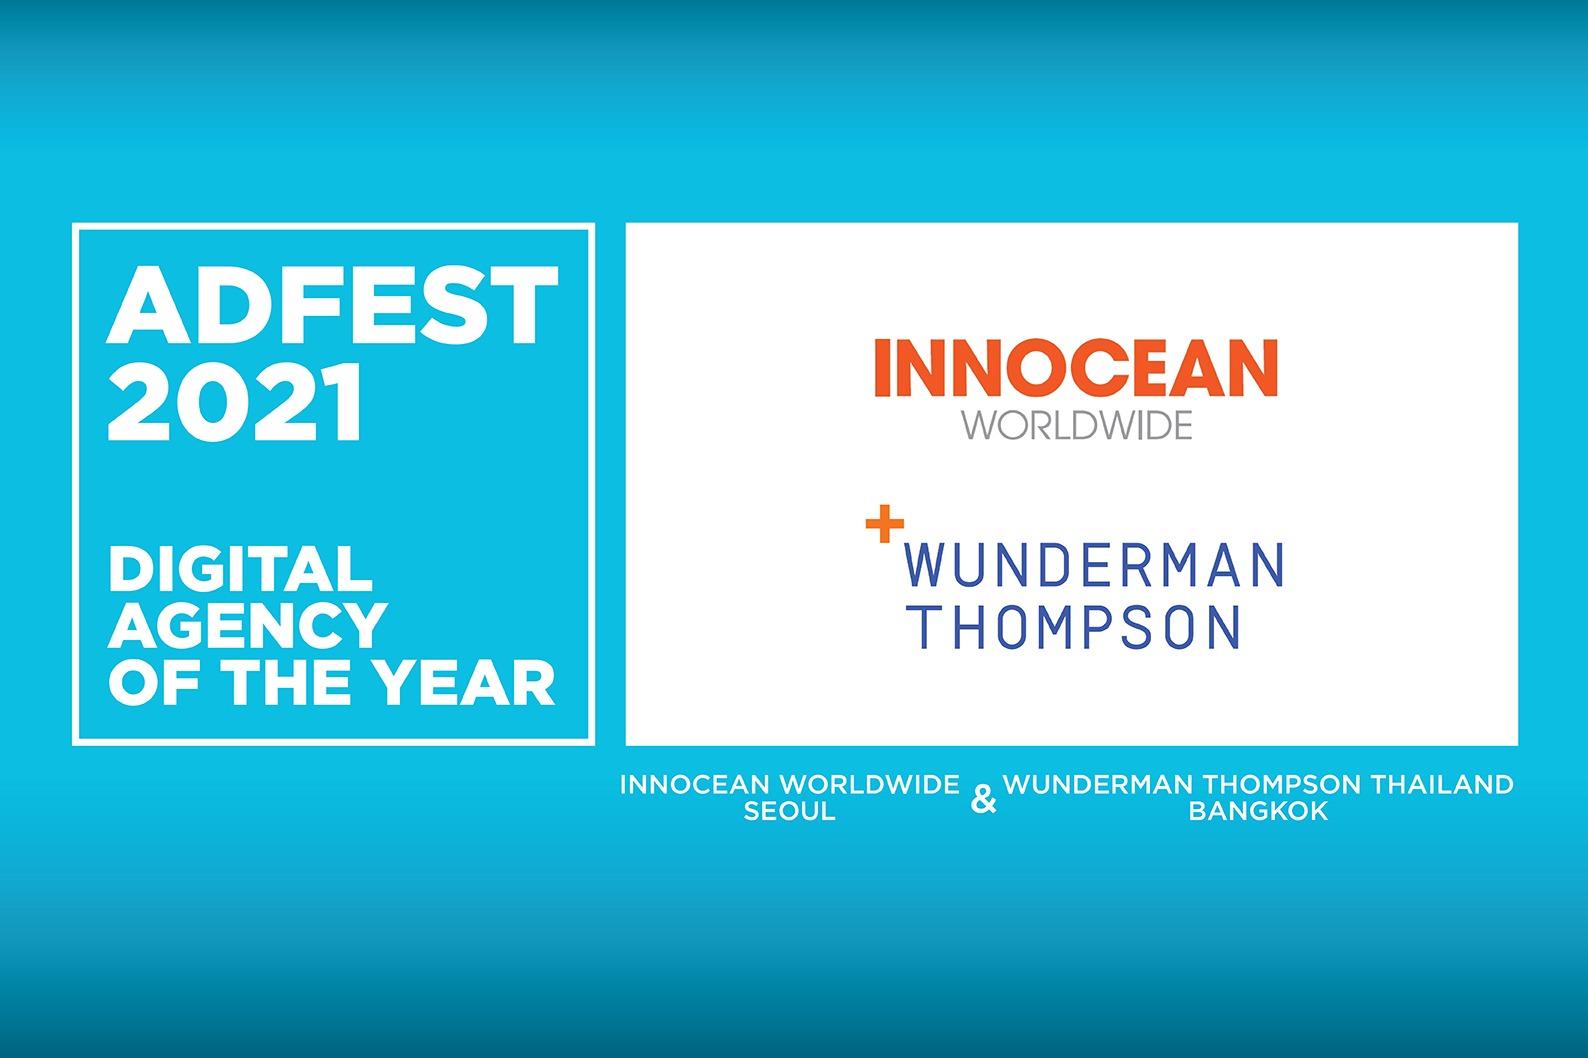 ADFEST
2021
DIGITAL
AGENCY
OF THE YEAR
INNOCEAN
WORLDWIDE
+
WUNDERMAN
THOMPSON
INNOCEAN WORLDWIDE
SEOUL
&
WUNDERMAN THOMPSON THAILAND
BANGKOK